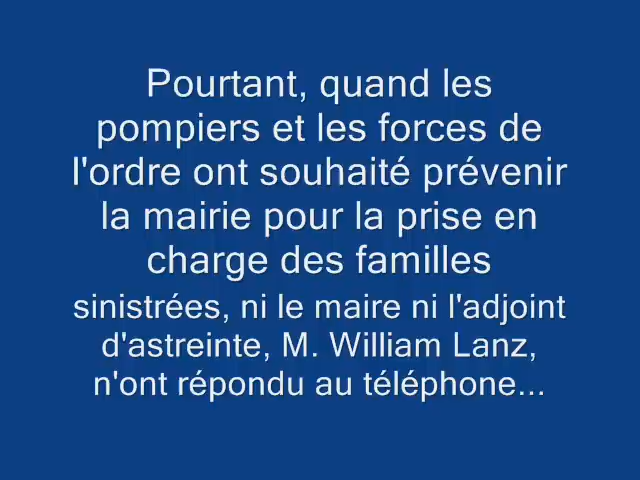 Pourtant, quand les
pompiers et les forces de
l'ordre ont souhaité prévenir
la mairie pour la prise en
charge des familles
sinistrées, ni le maire ni l'adjoint
d'astreinte, M. William Lanz,
n'ont répondu au téléphone...